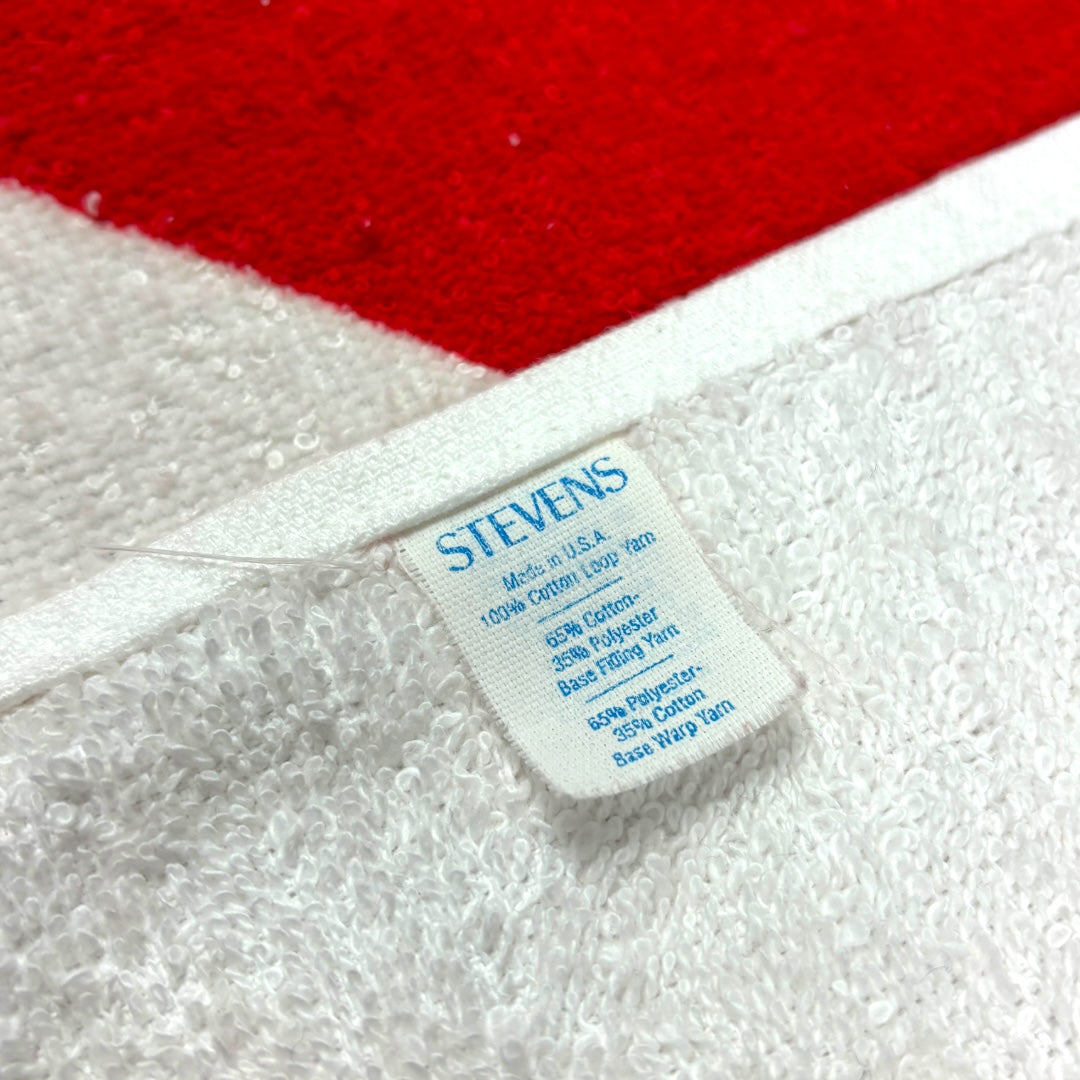 STEVENS
Made in U.S.A.
100% Cotton Loop Yarn
65% Cotton-
35% Polyester
Base Filling Yarn
65% Polyester-
35% Cotton
Base Warp Yarn